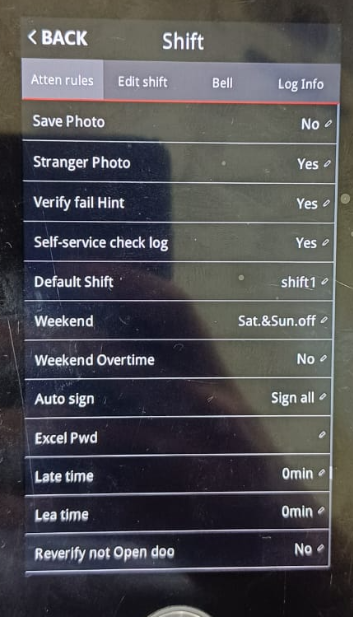 < BACK Shift
Atten rules Edit shift Bell Log Info
Save Photo No
Stranger Photo Yes
Verify fail Hint Yes
Self-service check log Yes
Default Shift shift1
Weekend Sat.&Sun.off
Weekend Overtime No
Auto sign Sign all
Excel Pwd
Late time 0min
Lea time 0min
Reverify not Open doo No